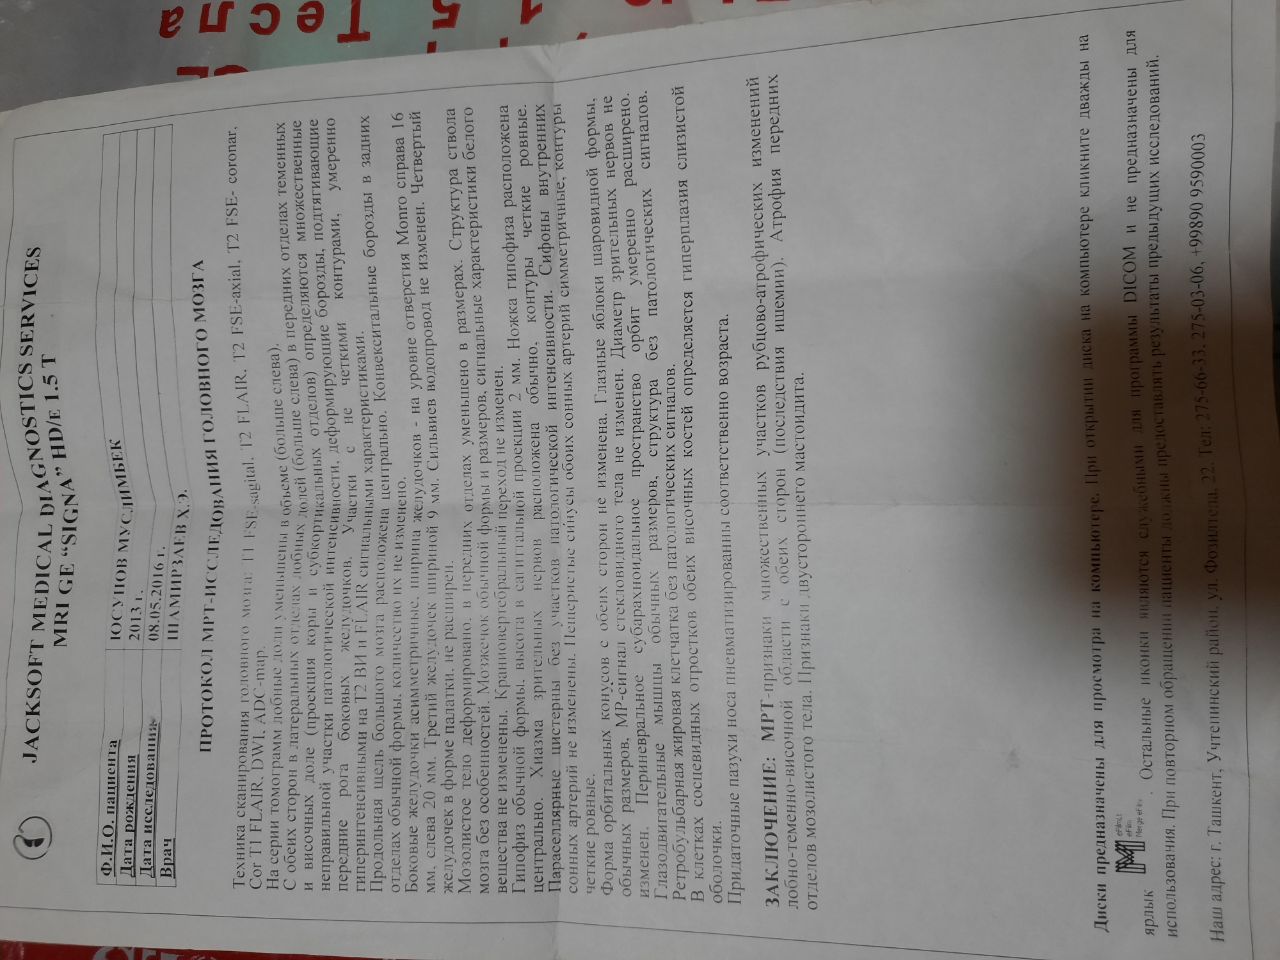 JACKSOFT MEDICAL DIAGNOSTICS SERVICES
MRI GE “SIGNA” HD/E 1.5 T
Ф.И.О. пациента ЮСУПОВ МУСЛИМБЕК
Дата рождения 2013 г.
Дата исследования 08.05.2016 г.
Врач ШАМИРЗАЕВ Х.Э.
ПРОТОКОЛ МРТ-ИССЛЕДОВАНИЯ ГОЛОВНОГО МОЗГА
Техника сканирования головного мозга: T1 FSE-sagital, T2 FLAIR, T2 FSE-axial, T2 FSE- coronar,
Cor T1 FLAIR, DWI, ADC-map.
На серии томограмм лобные доли уменьшены в объеме (больше слева).
С обеих сторон в латеральных отделах лобных долей (больше слева) в передних отделах теменных
и височных доле (проекция коры и субкортикальных отделов) определяются множественные
неправильной участки патологической интенсивности, деформирующие борозды, подтягивающие
передние рога боковых желудочков. Участки с не четкими контурами, умеренно
гиперинтенсивными на Т2 ВИ и FLAIR сигнальными характеристиками.
Продольная щель большого мозга расположена центрально. Конвекситальные борозды в задних
отделах обычной формы, количество их не изменено.
Боковые желудочки асимметричные, ширина желудочков - на уровне отверстия Monro справа 16
мм, слева 20 мм. Третий желудочек шириной 9 мм. Сильвиев водопровод не изменен. Четвертый
желудочек в форме палатки, не расширен.
Мозолистое тело деформировано, в передних отделах уменьшено в размерах. Структура ствола
мозга без особенностей. Мозжечок обычной формы и размеров, сигнальные характеристики белого
вещества не изменены. Краниовертебральный переход не изменен.
Гипофиз обычной формы, высота в сагиттальной проекции 2 мм. Ножка гипофиза расположена
центрально. Хиазма зрительных нервов расположена обычно, контуры четкие ровные.
Параселлярные цистерны без участков патологической интенсивности. Сифоны внутренних
сонных артерий не изменены. Пещеристые синусы обоих сонных артерий симметричные, контуры
четкие ровные.
Форма орбитальных конусов с обеих сторон не изменена. Глазные яблоки шаровидной формы,
обычных размеров, МР-сигнал стекловидного тела не изменен. Диаметр зрительных нервов не
изменен. Периневральное субарахноидальное пространство орбит умеренно расширено.
Глазодвигательные мышцы обычных размеров, структура без патологических сигналов.
Ретробульбарная жировая клетчатка без патологических сигналов.
В клетках сосцевидных отростков обеих височных костей определяется гиперплазия слизистой
оболочки.
Придаточные пазухи носа пневматизированы соответственно возраста.
ЗАКЛЮЧЕНИЕ: МРТ-признаки множественных участков рубцово-атрофических изменений
лобно-теменно-височной области с обеих сторон (последствия ишемии). Атрофия передних
отделов мозолистого тела. Признаки двустороннего мастоидита.
Диски предназначены для просмотра на компьютере. При открытии диска на компьютере кликните дважды на
ярлык . Остальные иконки являются служебными для программы DICOM и не предназначены для
использования. При повторном обращении пациенты должны предоставлять результаты предыдущих исследований.
Наш адрес: г. Ташкент, Учтепинский район, ул. Фозилтепа, 22. Тел: 275-66-33, 275-03-06, +99890 9590003
Тесла